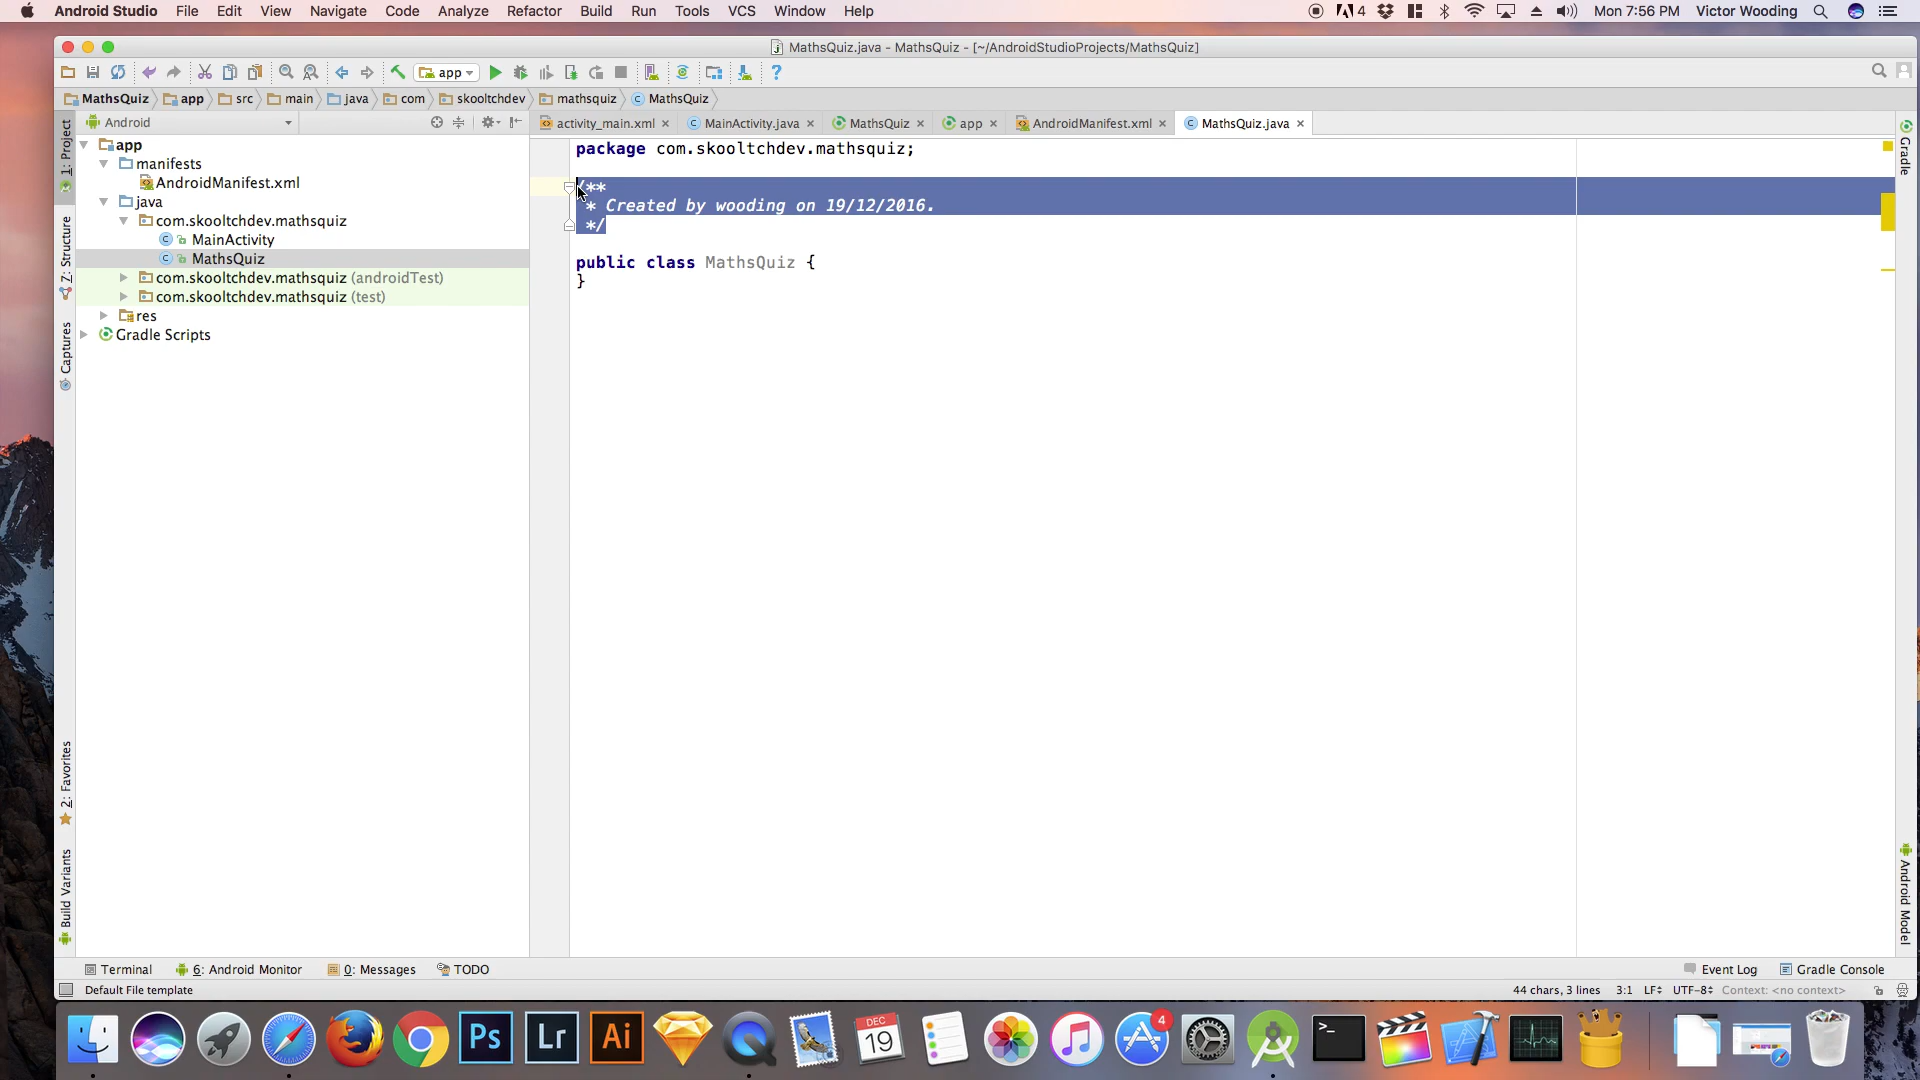 Android Studio File Edit View Navigate Code Analyze Refactor Build Run Tools VCS Window Help 4 Mon 7:56 PM Victor Wooding
MathsQuiz.java - MathsQuiz - [~/AndroidStudioProjects/MathsQuiz]
app
MathsQuiz app src main java com skooltchdev mathsquiz MathsQuiz
Android
activity_main.xml MainActivity.java MathsQuiz app AndroidManifest.xml MathsQuiz.java
1: Project
Z: Structure
Captures
2: Favorites
Build Variants
app
manifests
AndroidManifest.xml
java
com.skooltchdev.mathsquiz
MainActivity
MathsQuiz
com.skooltchdev.mathsquiz (androidTest)
com.skooltchdev.mathsquiz (test)
res
Gradle Scripts
package com.skooltchdev.mathsquiz;
/**
* Created by wooding on 19/12/2016.
*/
public class MathsQuiz {
}
Gradle
Android Model
Terminal 6: Android Monitor 0: Messages TODO Event Log Gradle Console
Default File template 44 chars, 3 lines 3:1 LF÷ UTF-8÷ Context: <no context>
Ps Lr Ai DEC 19 4 >_